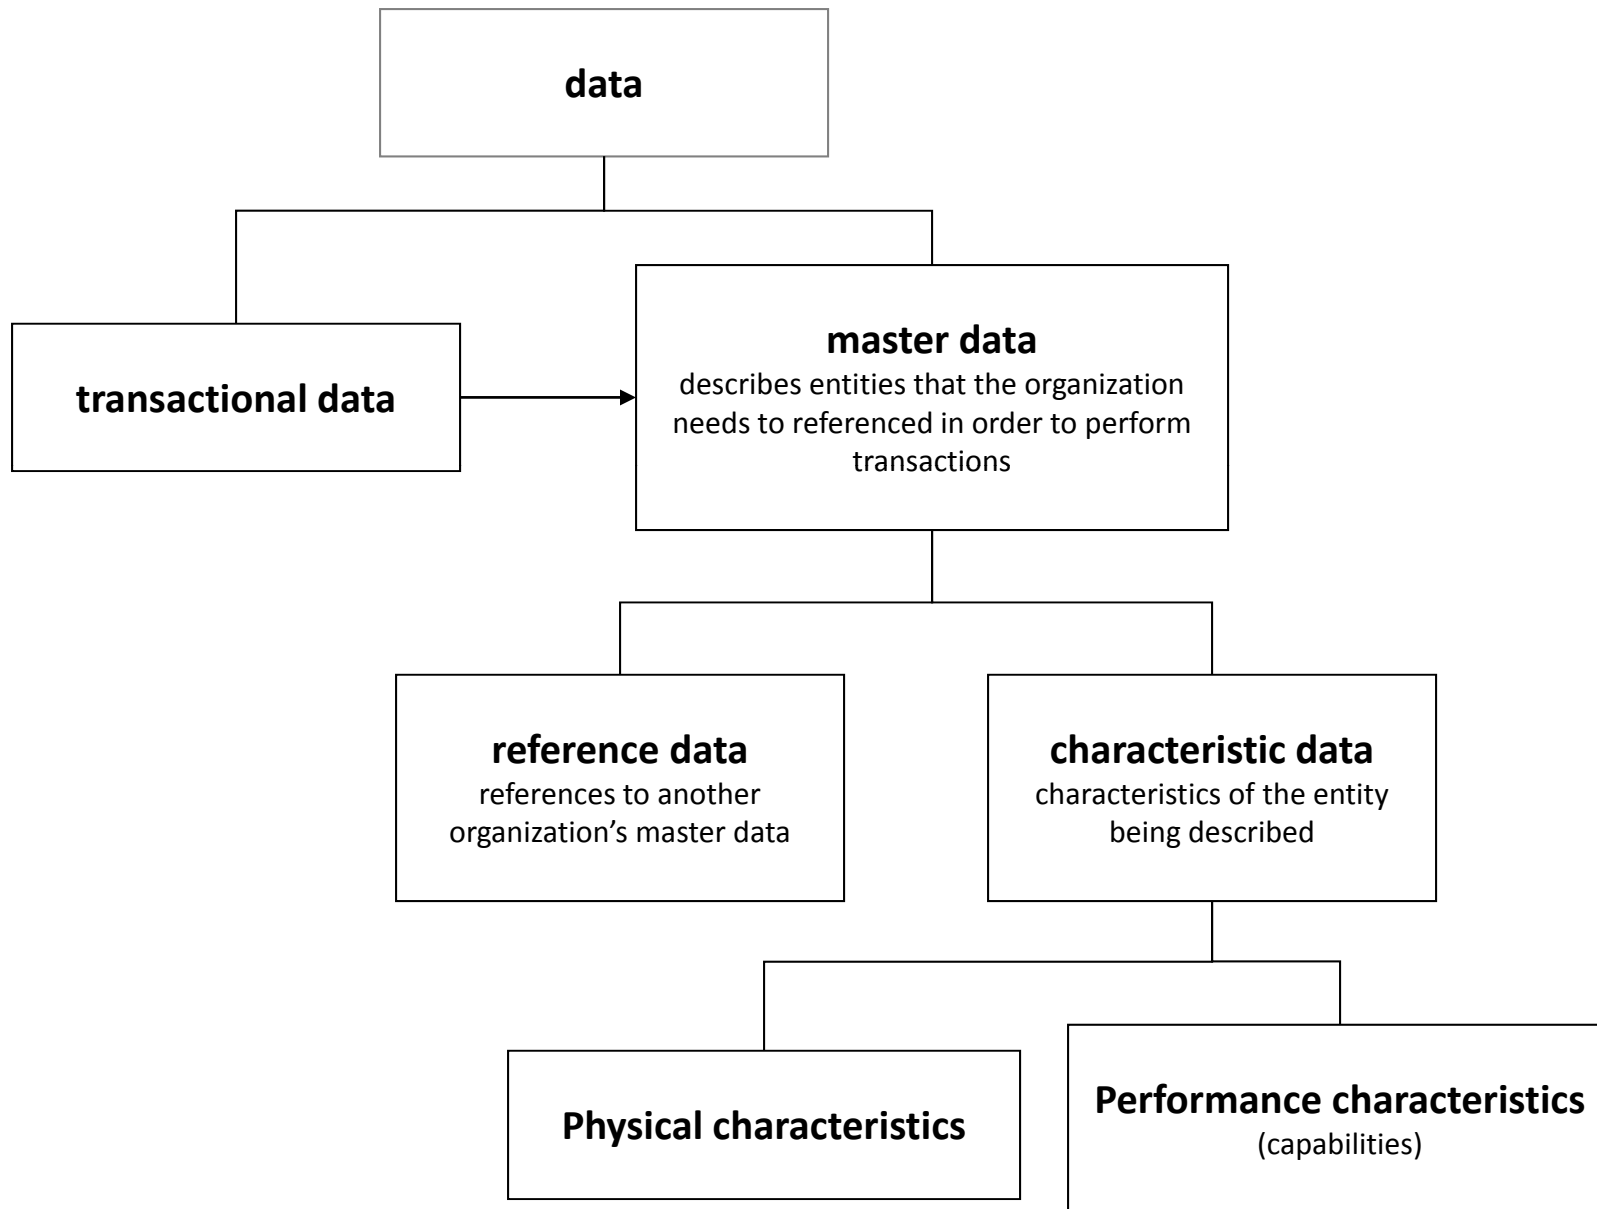 data
transactional data
master data
describes entities that the organization
needs to referenced in order to perform
transactions
reference data
references to another
organization’s master data
characteristic data
characteristics of the entity
being described
Physical characteristics
Performance characteristics
(capabilities)